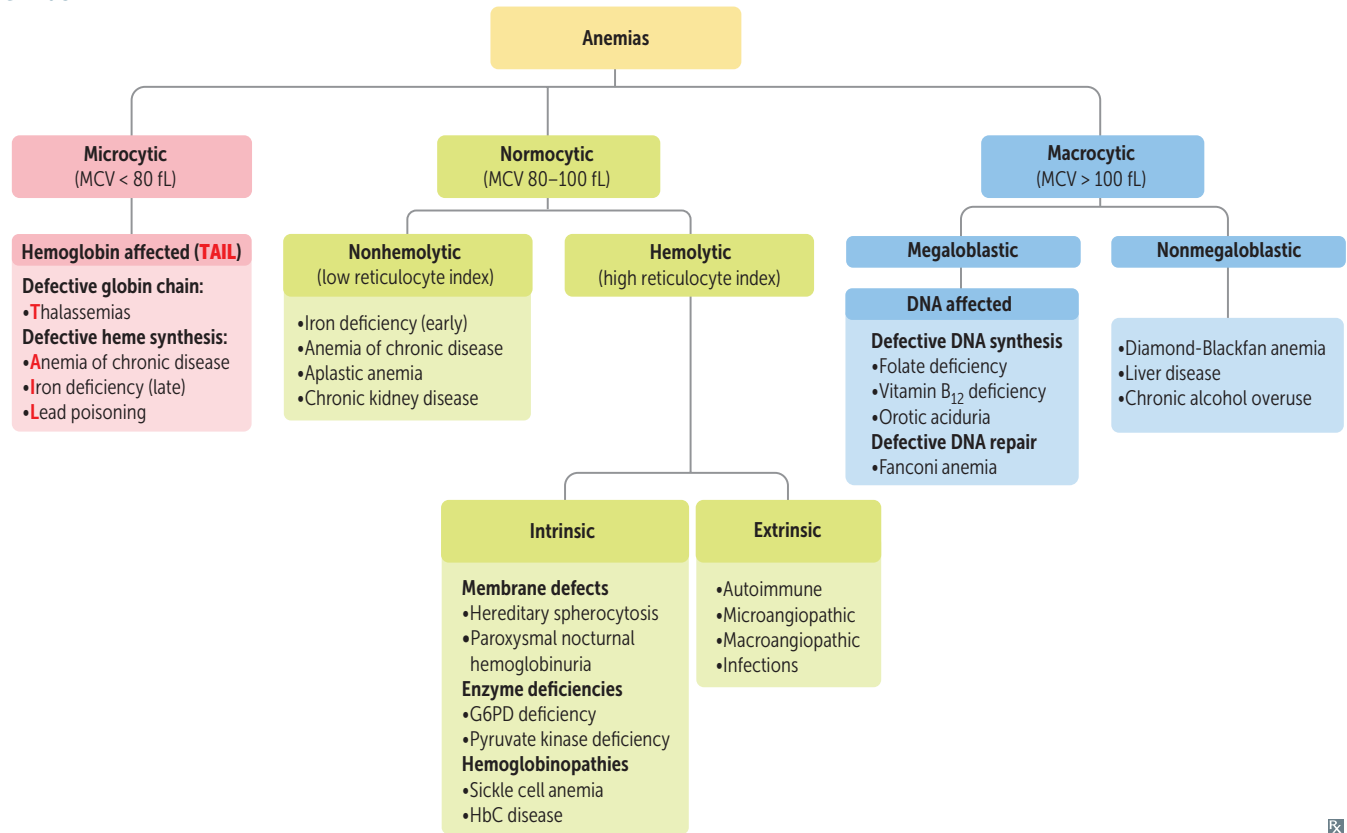 Anemias
Microcytic
(MCV < 80 fL)
Normocytic
(MCV 80–100 fL)
Macrocytic
(MCV > 100 fL)
Hemoglobin affected (TAIL)
Defective globin chain:
•Thalassemias
Defective heme synthesis:
•Anemia of chronic disease
•Iron deficiency (late)
•Lead poisoning
Nonhemolytic
(low reticulocyte index)
•Iron deficiency (early)
•Anemia of chronic disease
•Aplastic anemia
•Chronic kidney disease
Hemolytic
(high reticulocyte index)
Megaloblastic
DNA affected
Defective DNA synthesis
•Folate deficiency
•Vitamin B12 deficiency
•Orotic aciduria
Defective DNA repair
•Fanconi anemia
Nonmegaloblastic
•Diamond-Blackfan anemia
•Liver disease
•Chronic alcohol overuse
Intrinsic
Membrane defects
•Hereditary spherocytosis
•Paroxysmal nocturnal
hemoglobinuria
Enzyme deficiencies
•G6PD deficiency
•Pyruvate kinase deficiency
Hemoglobinopathies
•Sickle cell anemia
•HbC disease
Extrinsic
•Autoimmune
•Microangiopathic
•Macroangiopathic
•Infections
℞